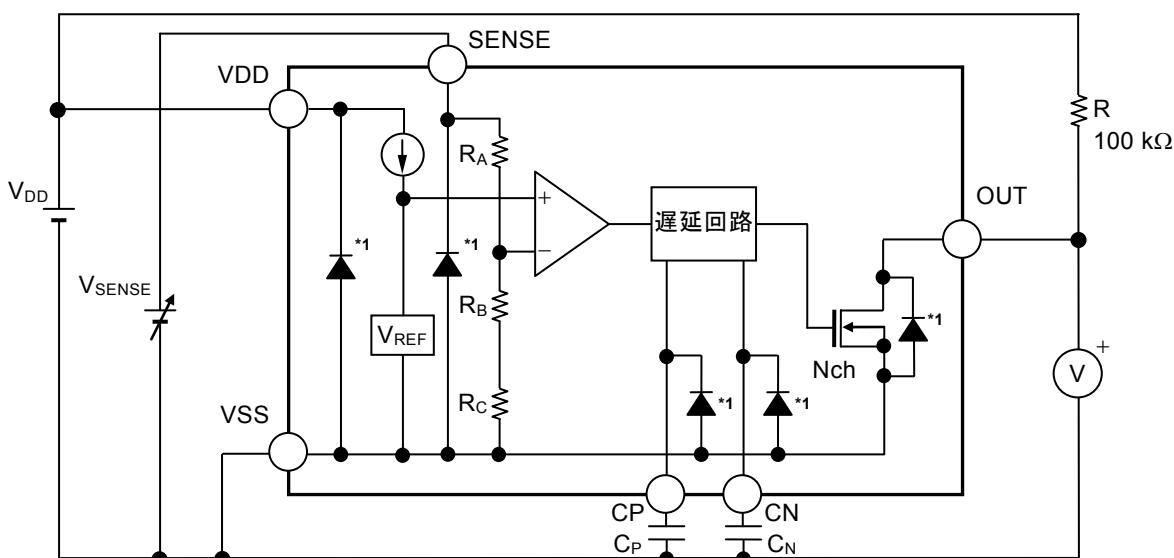 SENSE
VDD
R
100 kΩ
RA
VDD
OUT
+
遅延回路
*1
*1
−
VSENSE
RB
VREF
*1
+
Nch
V
RC
*1
*1
VSS
CP
CN
CP
CN